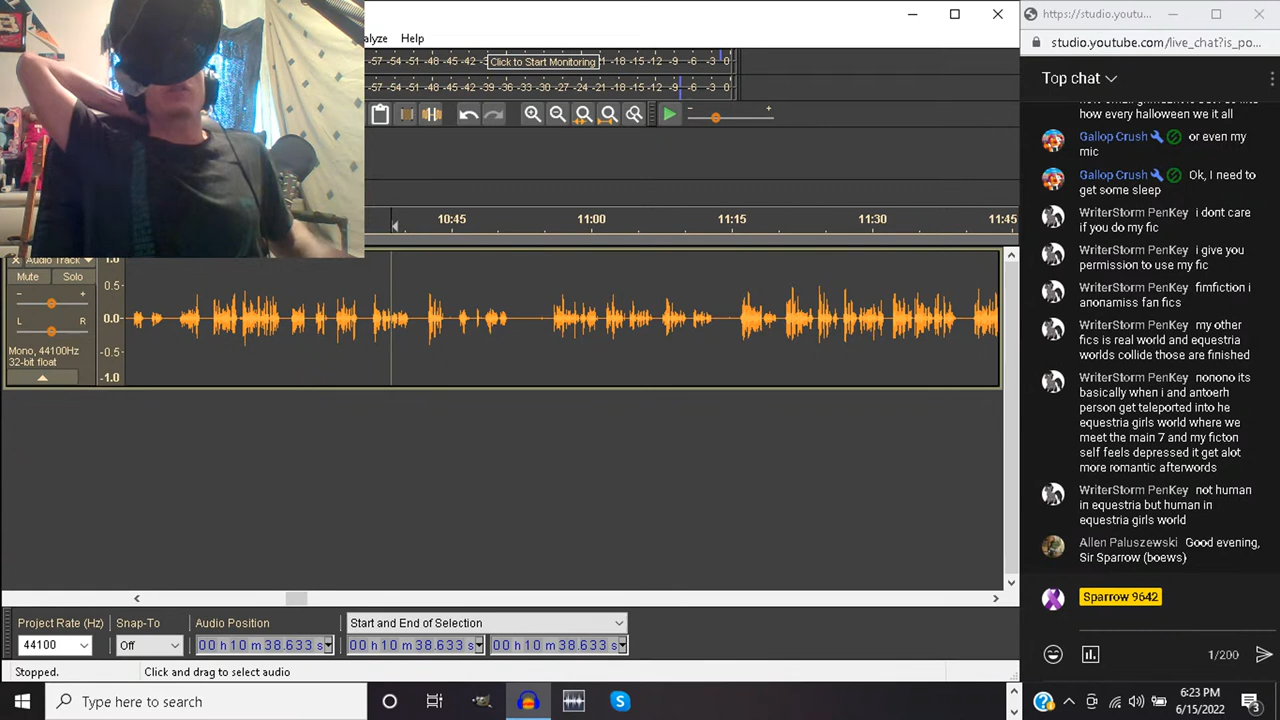 alyze Help
-57 -54 -51 -48 -45 -42 Click to Start Monitoring 1 -18 -15 -12 -9 -6 -3 0
-57 -54 -51 -48 -45 -42 -39 -36 -33 -30 -27 -24 -21 -18 -15 -12 -9 -6 -3 0
10:45 11:00 11:15 11:30 11:45
Audio Track
Mute Solo
- +
L R
Mono, 44100Hz
32-bit float
1.0
0.5
0.0
-0.5
-1.0
Project Rate (Hz) Snap-To Audio Position Start and End of Selection
44100 Off 00 h 10 m 38.633 s 00 h 10 m 38.633 s 00 h 10 m 38.633 s
Stopped. Click and drag to select audio
Type here to search
6:23 PM
6/15/2022
3
https://studio.youtu...
studio.youtube.com/live_chat?is_po...
Top chat
how every halloween we it all
Gallop Crush or even my
mic
Gallop Crush Ok, I need to
get some sleep
WriterStorm PenKey i dont care
if you do my fic
WriterStorm PenKey i give you
permission to use my fic
WriterStorm PenKey fimfiction i
anonamiss fan fics
WriterStorm PenKey my other
fics is real world and equestria
worlds collide those are finished
WriterStorm PenKey nonono its
basically when i and antoerh
person get teleported into he
equestria girls world where we
meet the main 7 and my ficton
self feels depressed it get alot
more romantic afterwords
WriterStorm PenKey not human
in equestria but human in
equestria girls world
Allen Paluszewski Good evening,
Sir Sparrow (boews)
Sparrow 9642
1/200